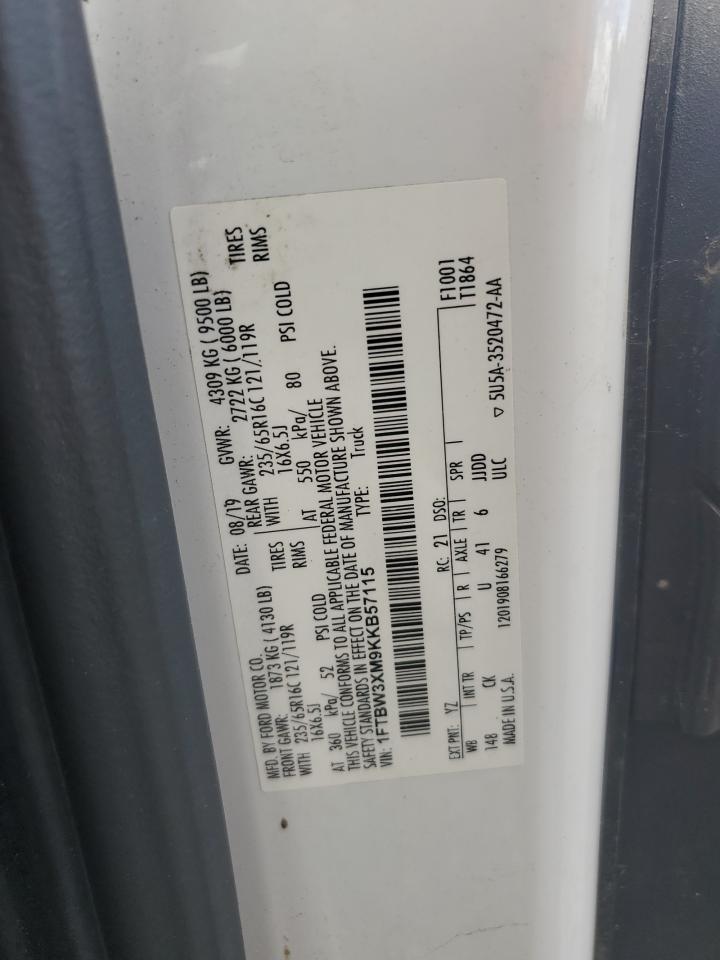 MFD. BY FORD MOTOR CO. DATE: 08/19 GVWR: 4309 KG ( 9500 LB)
FRONT GAWR: 1873 KG ( 4130 LB) REAR GAWR: 2722 KG ( 6000 LB)
WITH 235/65R16C 121/119R TIRES WITH 235/65R16C 121/119R TIRES
16X6.5J RIMS 16X6.5J RIMS
AT 360 kPa/ 52 PSI COLD AT 550 kPa/ 80 PSI COLD
THIS VEHICLE CONFORMS TO ALL APPLICABLE FEDERAL MOTOR VEHICLE
SAFETY STANDARDS IN EFFECT ON THE DATE OF MANUFACTURE SHOWN ABOVE.
VIN: 1FTBW3XM9KKB57115 TYPE: Truck
EXT PNT: YZ RC: 21 DSO: F1001
WB INT TR TP/PS R AXLE TR SPR T1864
148 CK U 41 6 JJDD
MADE IN U.S.A. 1201908166279 ULC ▽ 5U5A-3520472-AA